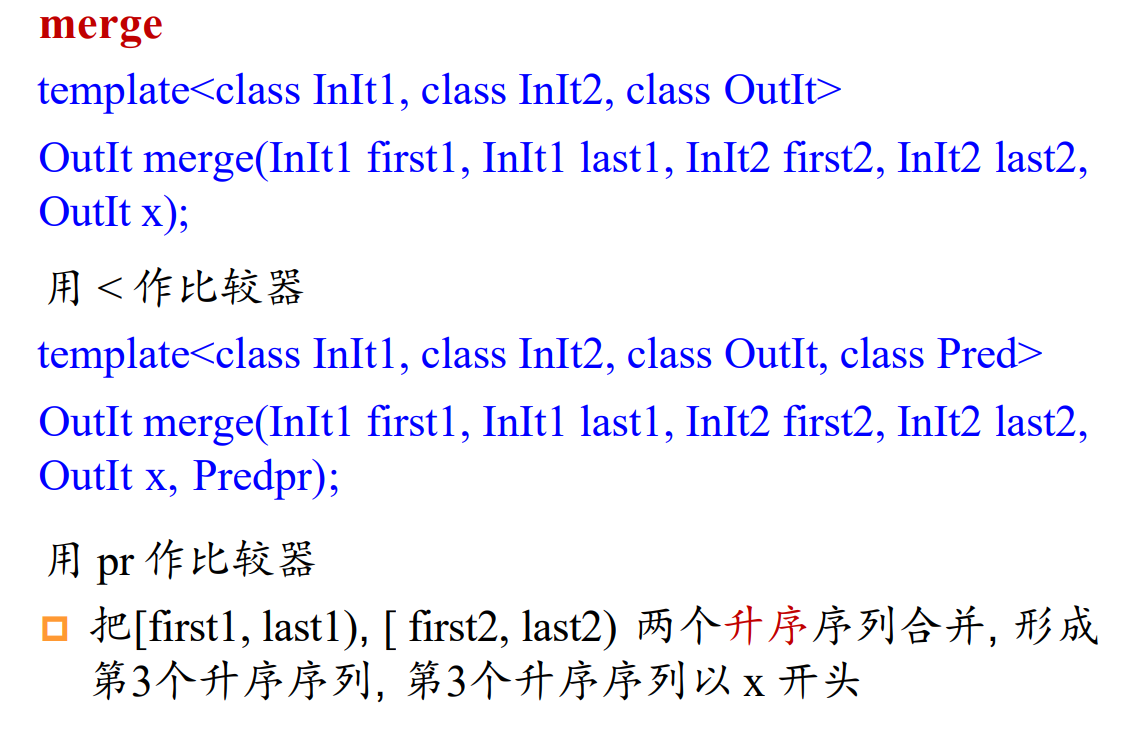 merge
template<class InIt1, class InIt2, class OutIt>
OutIt merge(InIt1 first1, InIt1 last1, InIt2 first2, InIt2 last2,
OutIt x);
用 < 作比较器
template<class InIt1, class InIt2, class OutIt, class Pred>
OutIt merge(InIt1 first1, InIt1 last1, InIt2 first2, InIt2 last2,
OutIt x, Predpr);
用 pr 作比较器
把[first1, last1), [ first2, last2) 两个升序序列合并, 形成
第3个升序序列, 第3个升序序列以 x 开头